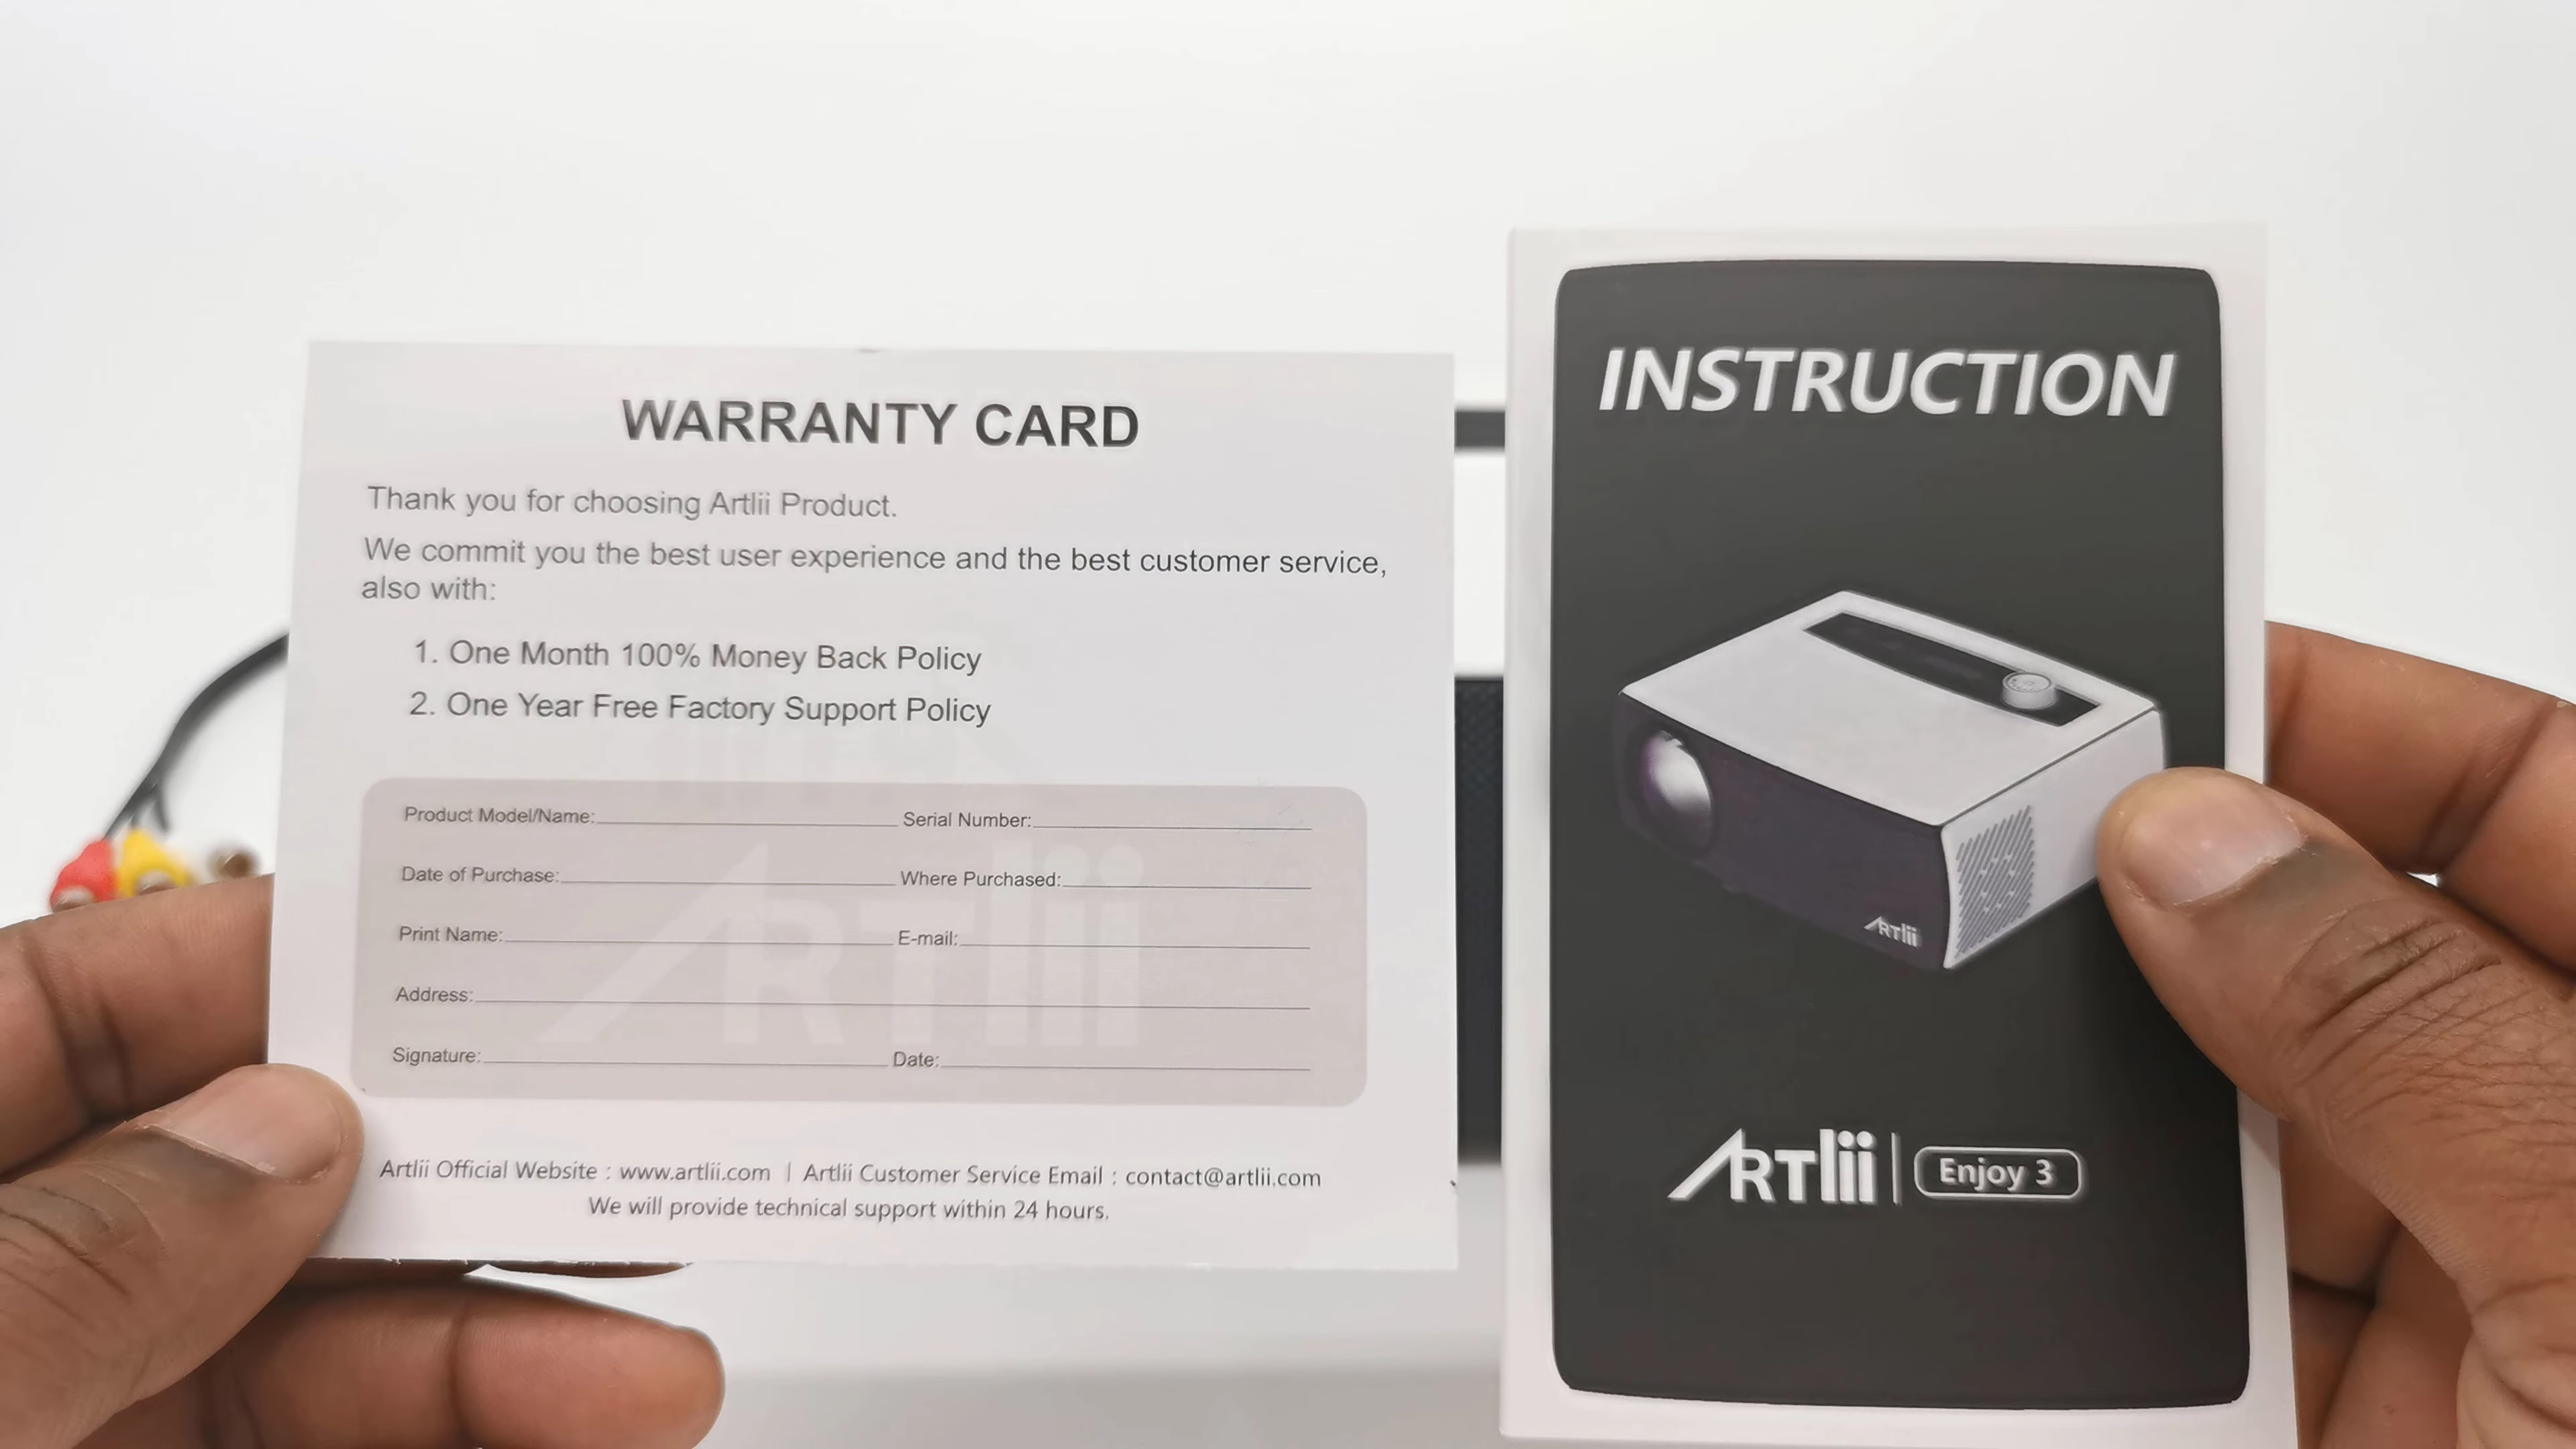 WARRANTY CARD
Thank you for choosing Artlii Product.
We commit you the best user experience and the best customer service,
also with:
1. One Month 100% Money Back Policy
2. One Year Free Factory Support Policy
Product Model/Name: Serial Number:
Date of Purchase: Where Purchased:
Print Name: E-mail:
Address:
Signature: Date:
ARTlii
Artlii Official Website : www.artlii.com | Artlii Customer Service Email : contact@artlii.com
We will provide technical support within 24 hours.
INSTRUCTION
ARTlii
ARTlii | Enjoy 3